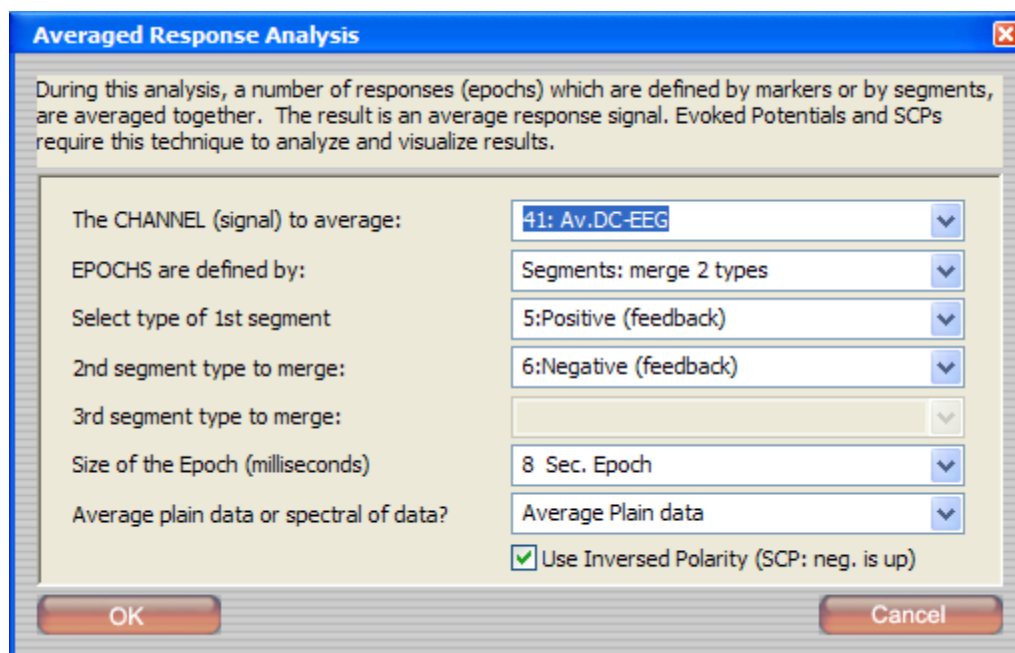 Averaged Response Analysis
During this analysis, a number of responses (epochs) which are defined by markers or by segments,
are averaged together.  The result is an average response signal. Evoked Potentials and SCPs
require this technique to analyze and visualize results.
The CHANNEL (signal) to average:
41: Av.DC-EEG
EPOCHS are defined by:
Segments: merge 2 types
Select type of 1st segment
5:Positive (feedback)
2nd segment type to merge:
6:Negative (feedback)
3rd segment type to merge:
Size of the Epoch (milliseconds)
8  Sec. Epoch
Average plain data or spectral of data?
Average Plain data
Use Inversed Polarity (SCP: neg. is up)
OK
Cancel